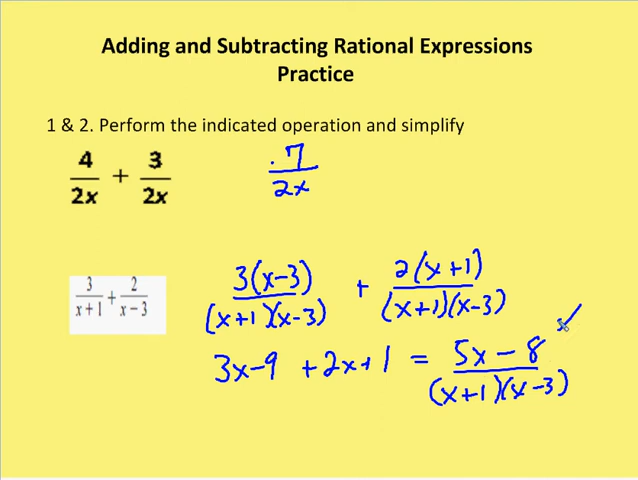 Adding and Subtracting Rational Expressions
Practice
1 & 2. Perform the indicated operation and simplify
4/2x + 3/2x
.7/2x
3/x+1 + 2/x−3
3(x−3)/(x+1)(x−3) + 2(x+1)/(x+1)(x−3)
3x−9 +2x+1 = 5x−8/(x+1)(x−3)